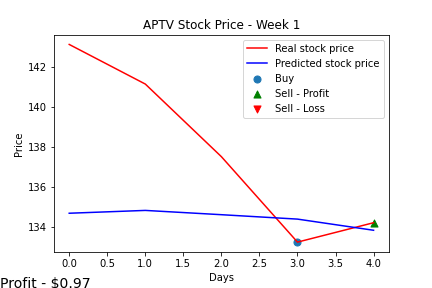 APTV Stock Price - Week 1
Real stock price
Predicted stock price
Buy
Sell - Profit
Sell - Loss
142
140
138
136
134
Price
0.0 0.5 1.0 1.5 2.0 2.5 3.0 3.5 4.0
Days
Profit - $0.97